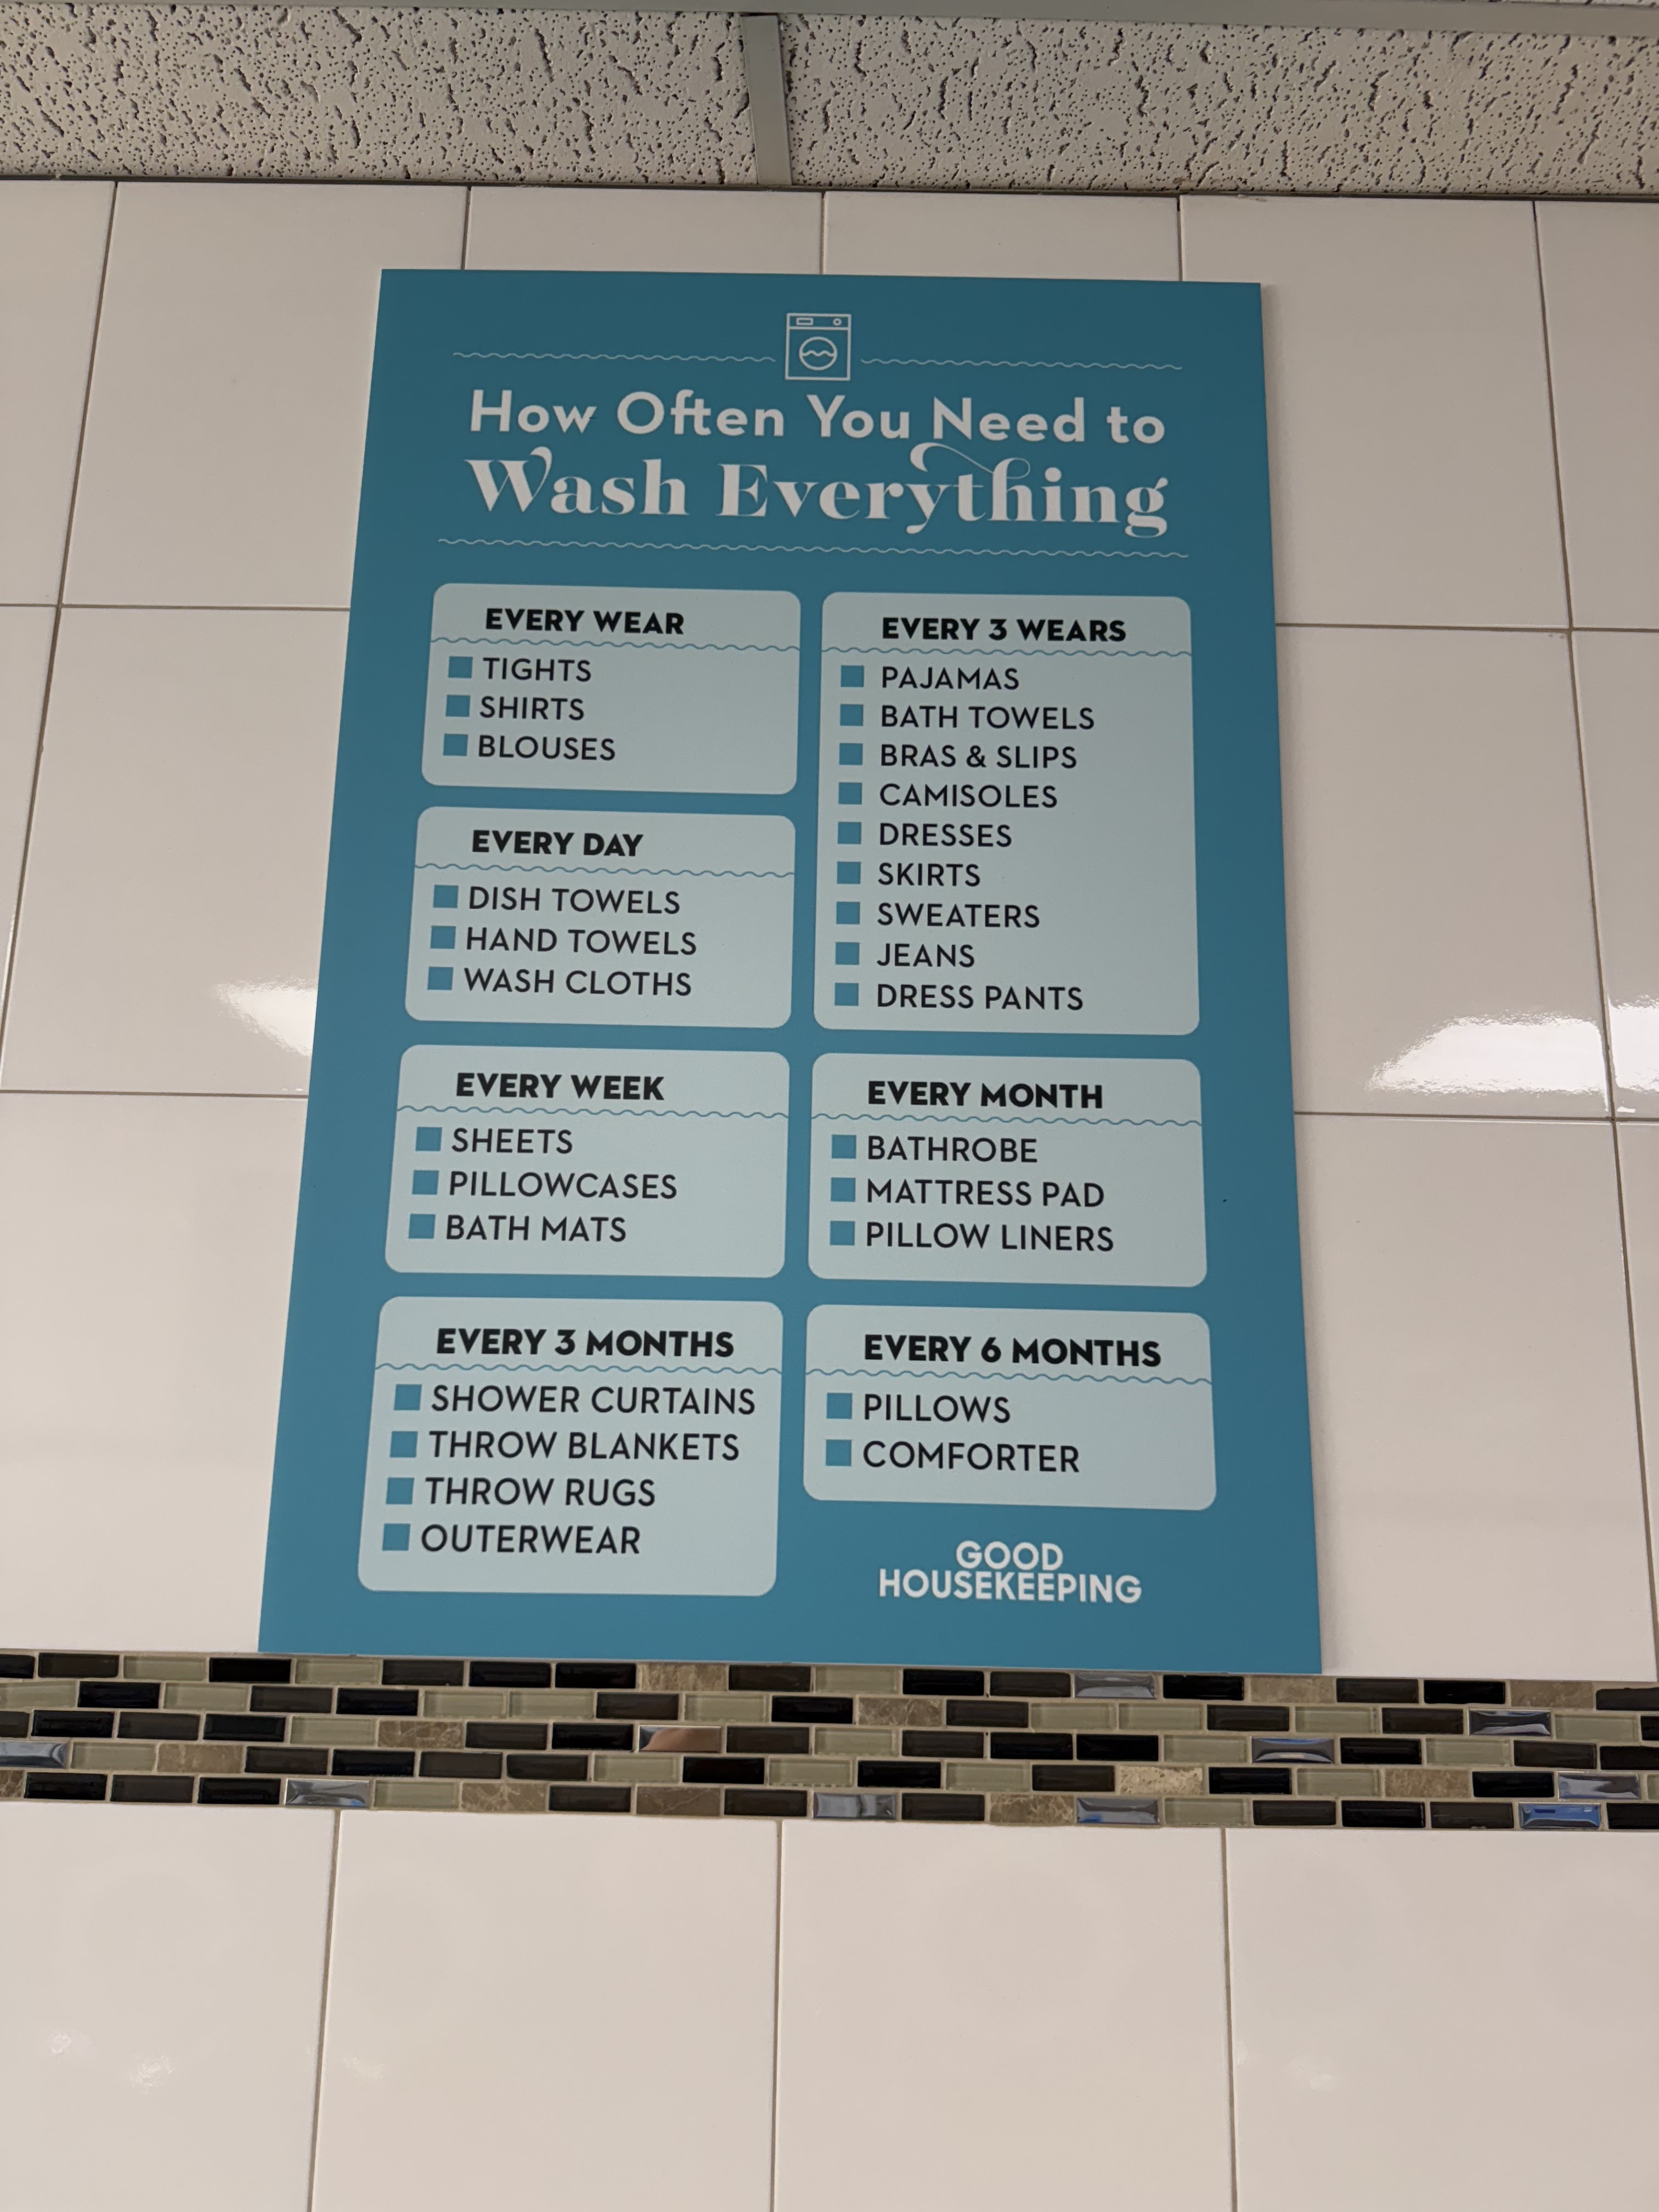 How Often You Need to
Wash Everything
EVERY WEAR
TIGHTS
SHIRTS
BLOUSES
EVERY DAY
DISH TOWELS
HAND TOWELS
WASH CLOTHS
EVERY WEEK
SHEETS
PILLOWCASES
BATH MATS
EVERY 3 MONTHS
SHOWER CURTAINS
THROW BLANKETS
THROW RUGS
OUTERWEAR
EVERY 3 WEARS
PAJAMAS
BATH TOWELS
BRAS & SLIPS
CAMISOLES
DRESSES
SKIRTS
SWEATERS
JEANS
DRESS PANTS
EVERY MONTH
BATHROBE
MATTRESS PAD
PILLOW LINERS
EVERY 6 MONTHS
PILLOWS
COMFORTER
GOOD
HOUSEKEEPING